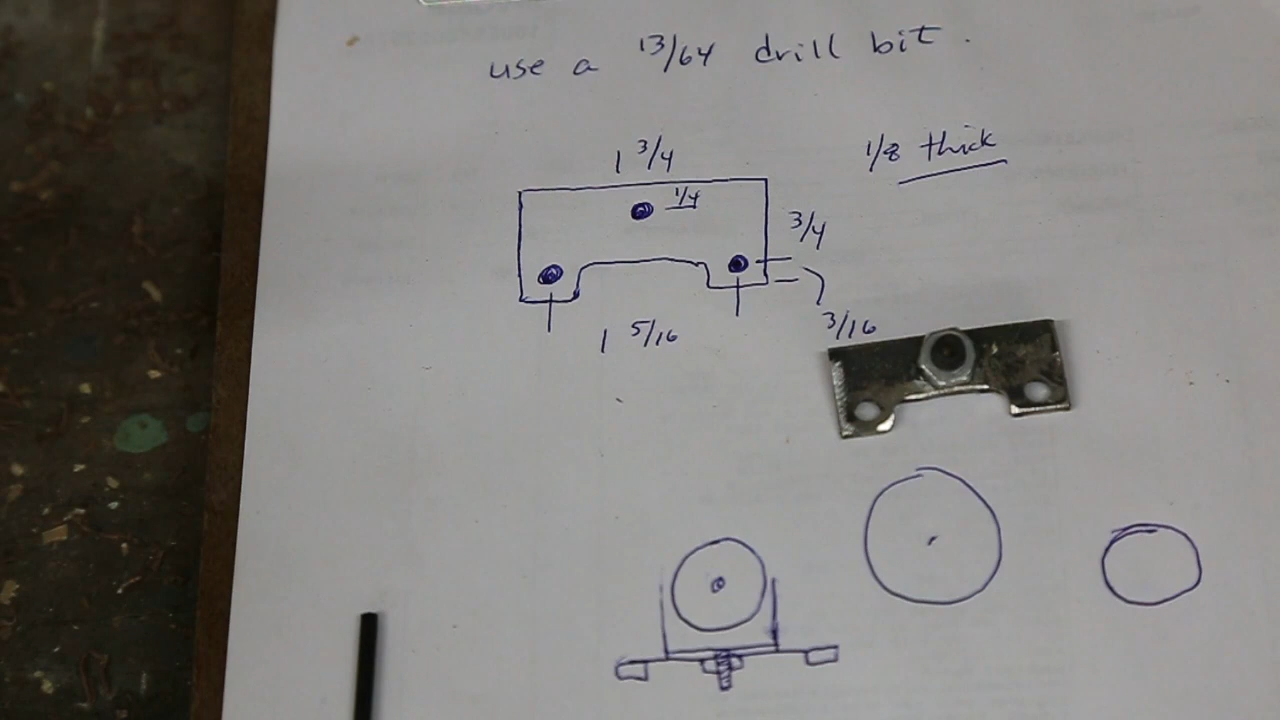 use a 13/64 drill bit.
1 3/4
1/8 thick
1/4
3/4
3/16
1 5/16